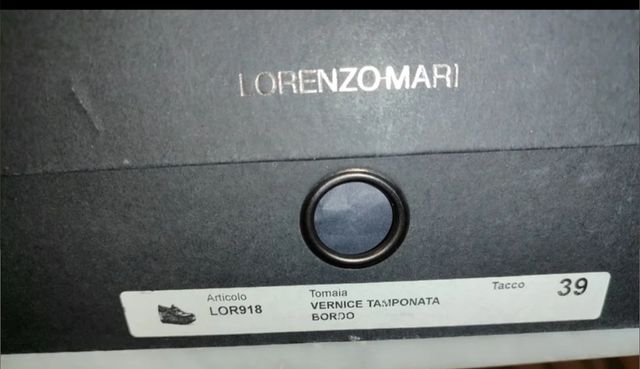 LORENZO-MARI
Articolo Tomaia Tacco 39
LOR918 VERNICE TAMPONATA
BORDO